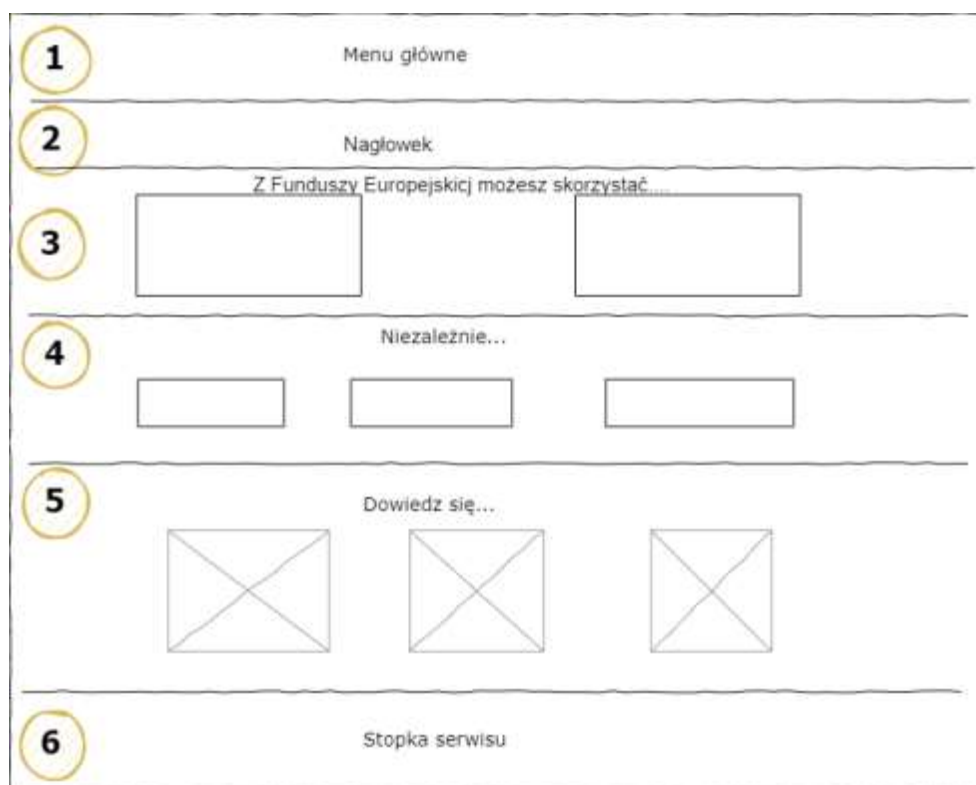 1
Menu główne
2
Nagłowek
Z Funduszy Europejskicj możesz skorzystać....
3
4
Niezależnie...
5
Dowiedz się...
6
Stopka serwisu